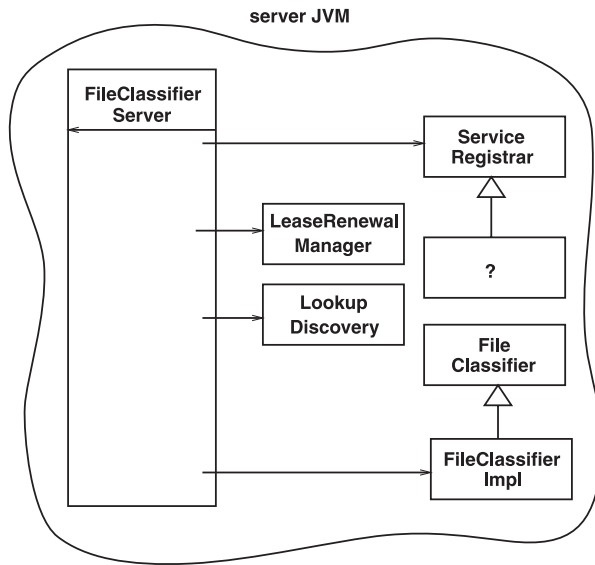 server JVM
FileClassifier
Server
Service
Registrar
LeaseRenewal
Manager
?
Lookup
Discovery
File
Classifier
FileClassifier
Impl